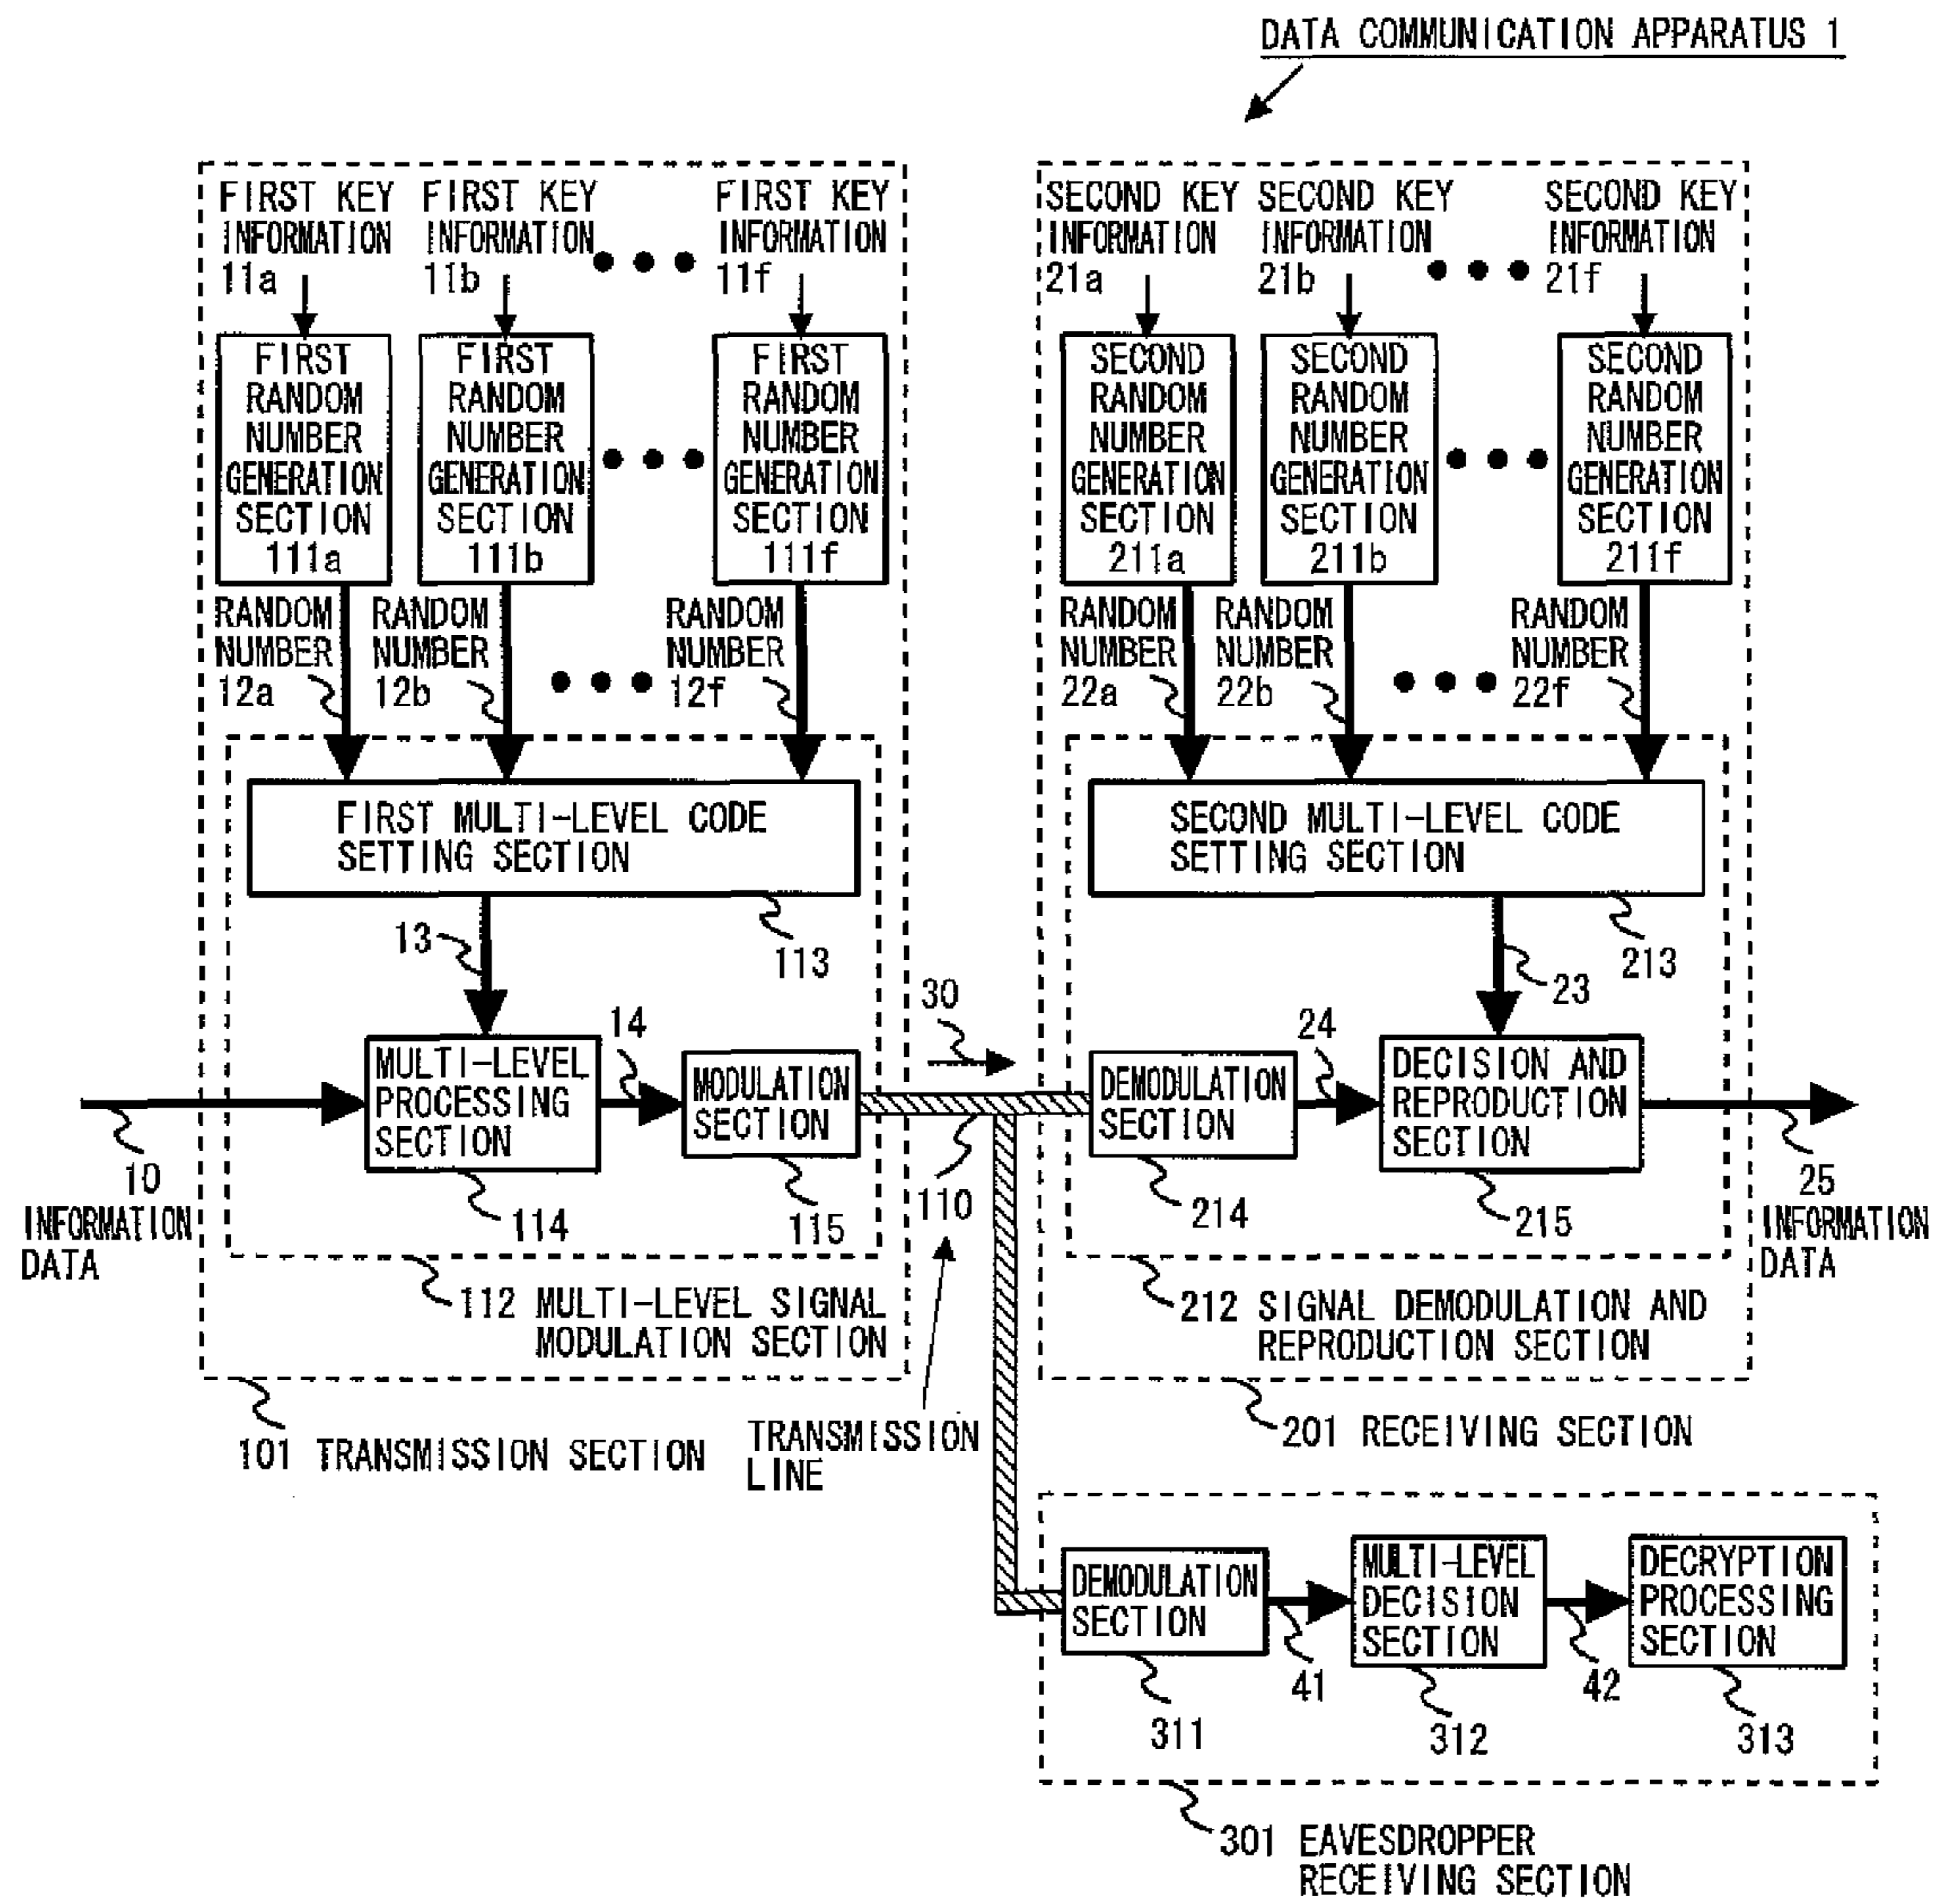 DATA COMMUNICATION APPARATUS 1
FIRST KEY
INFORMATION
11a
FIRST KEY
INFORMATION
11b
FIRST KEY
INFORMATION
11f
SECOND KEY
INFORMATION
21a
SECOND KEY
INFORMATION
21b
SECOND KEY
INFORMATION
21f
FIRST
RANDOM
NUMBER
GENERATION
SECTION
111a
FIRST
RANDOM
NUMBER
GENERATION
SECTION
111b
FIRST
RANDOM
NUMBER
GENERATION
SECTION
111f
SECOND
RANDOM
NUMBER
GENERATION
SECTION
211a
SECOND
RANDOM
NUMBER
GENERATION
SECTION
211b
SECOND
RANDOM
NUMBER
GENERATION
SECTION
211f
RANDOM
NUMBER
12a
RANDOM
NUMBER
12b
RANDOM
NUMBER
12f
RANDOM
NUMBER
22a
RANDOM
NUMBER
22b
RANDOM
NUMBER
22f
FIRST MULTI-LEVEL CODE
SETTING SECTION
SECOND MULTI-LEVEL CODE
SETTING SECTION
13
113
23
213
MULTI-LEVEL
PROCESSING
SECTION
14
MODULATION
SECTION
30
DEMODULATION
SECTION
24
DECISION AND
REPRODUCTION
SECTION
10
INFORMATION
DATA
114
115
110
214
215
25
INFORMATION
DATA
112 MULTI-LEVEL SIGNAL
MODULATION SECTION
212 SIGNAL DEMODULATION AND
REPRODUCTION SECTION
101 TRANSMISSION SECTION
TRANSMISSION
LINE
201 RECEIVING SECTION
DEMODULATION
SECTION
MULTI-LEVEL
DECISION
SECTION
DECRYPTION
PROCESSING
SECTION
311
41
312
42
313
301 EAVESDROPPER
RECEIVING SECTION